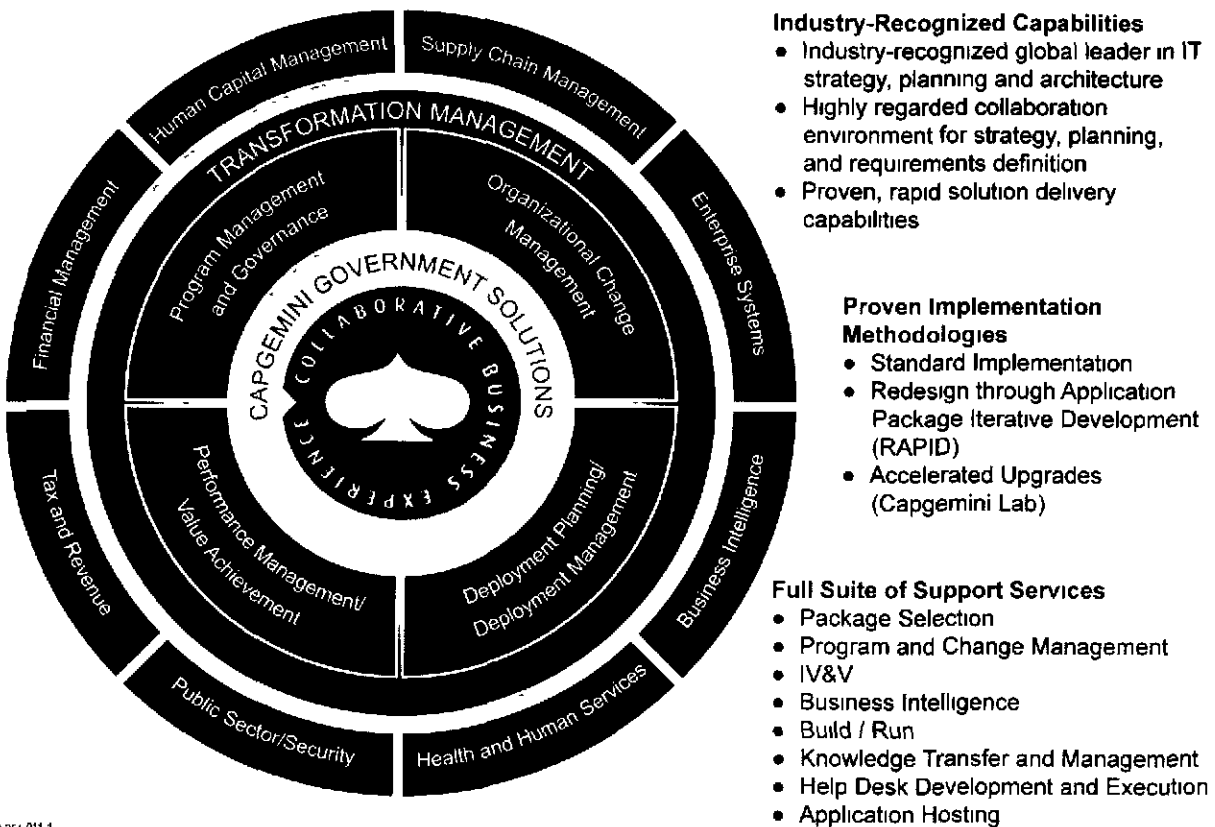 Human Capital Management
Supply Chain Management
Enterprise Systems
Business Intelligence
Health and Human Services
Public Sector/Security
Tax and Revenue
Financial Management
TRANSFORMATION MANAGEMENT
Program Management
and Governance
Organizational Change
Management
Deployment Planning/
Deployment Management
Performance Management/
Value Achievement
CAPGEMINI GOVERNMENT SOLUTIONS
COLLABORATIVE BUSINESS EXPERIENCE
Industry-Recognized Capabilities
• Industry-recognized global leader in IT
strategy, planning and architecture
• Highly regarded collaboration
environment for strategy, planning,
and requirements definition
• Proven, rapid solution delivery
capabilities
Proven Implementation
Methodologies
• Standard Implementation
• Redesign through Application
Package Iterative Development
(RAPID)
• Accelerated Upgrades
(Capgemini Lab)
Full Suite of Support Services
• Package Selection
• Program and Change Management
• IV&V
• Business Intelligence
• Build / Run
• Knowledge Transfer and Management
• Help Desk Development and Execution
• Application Hosting